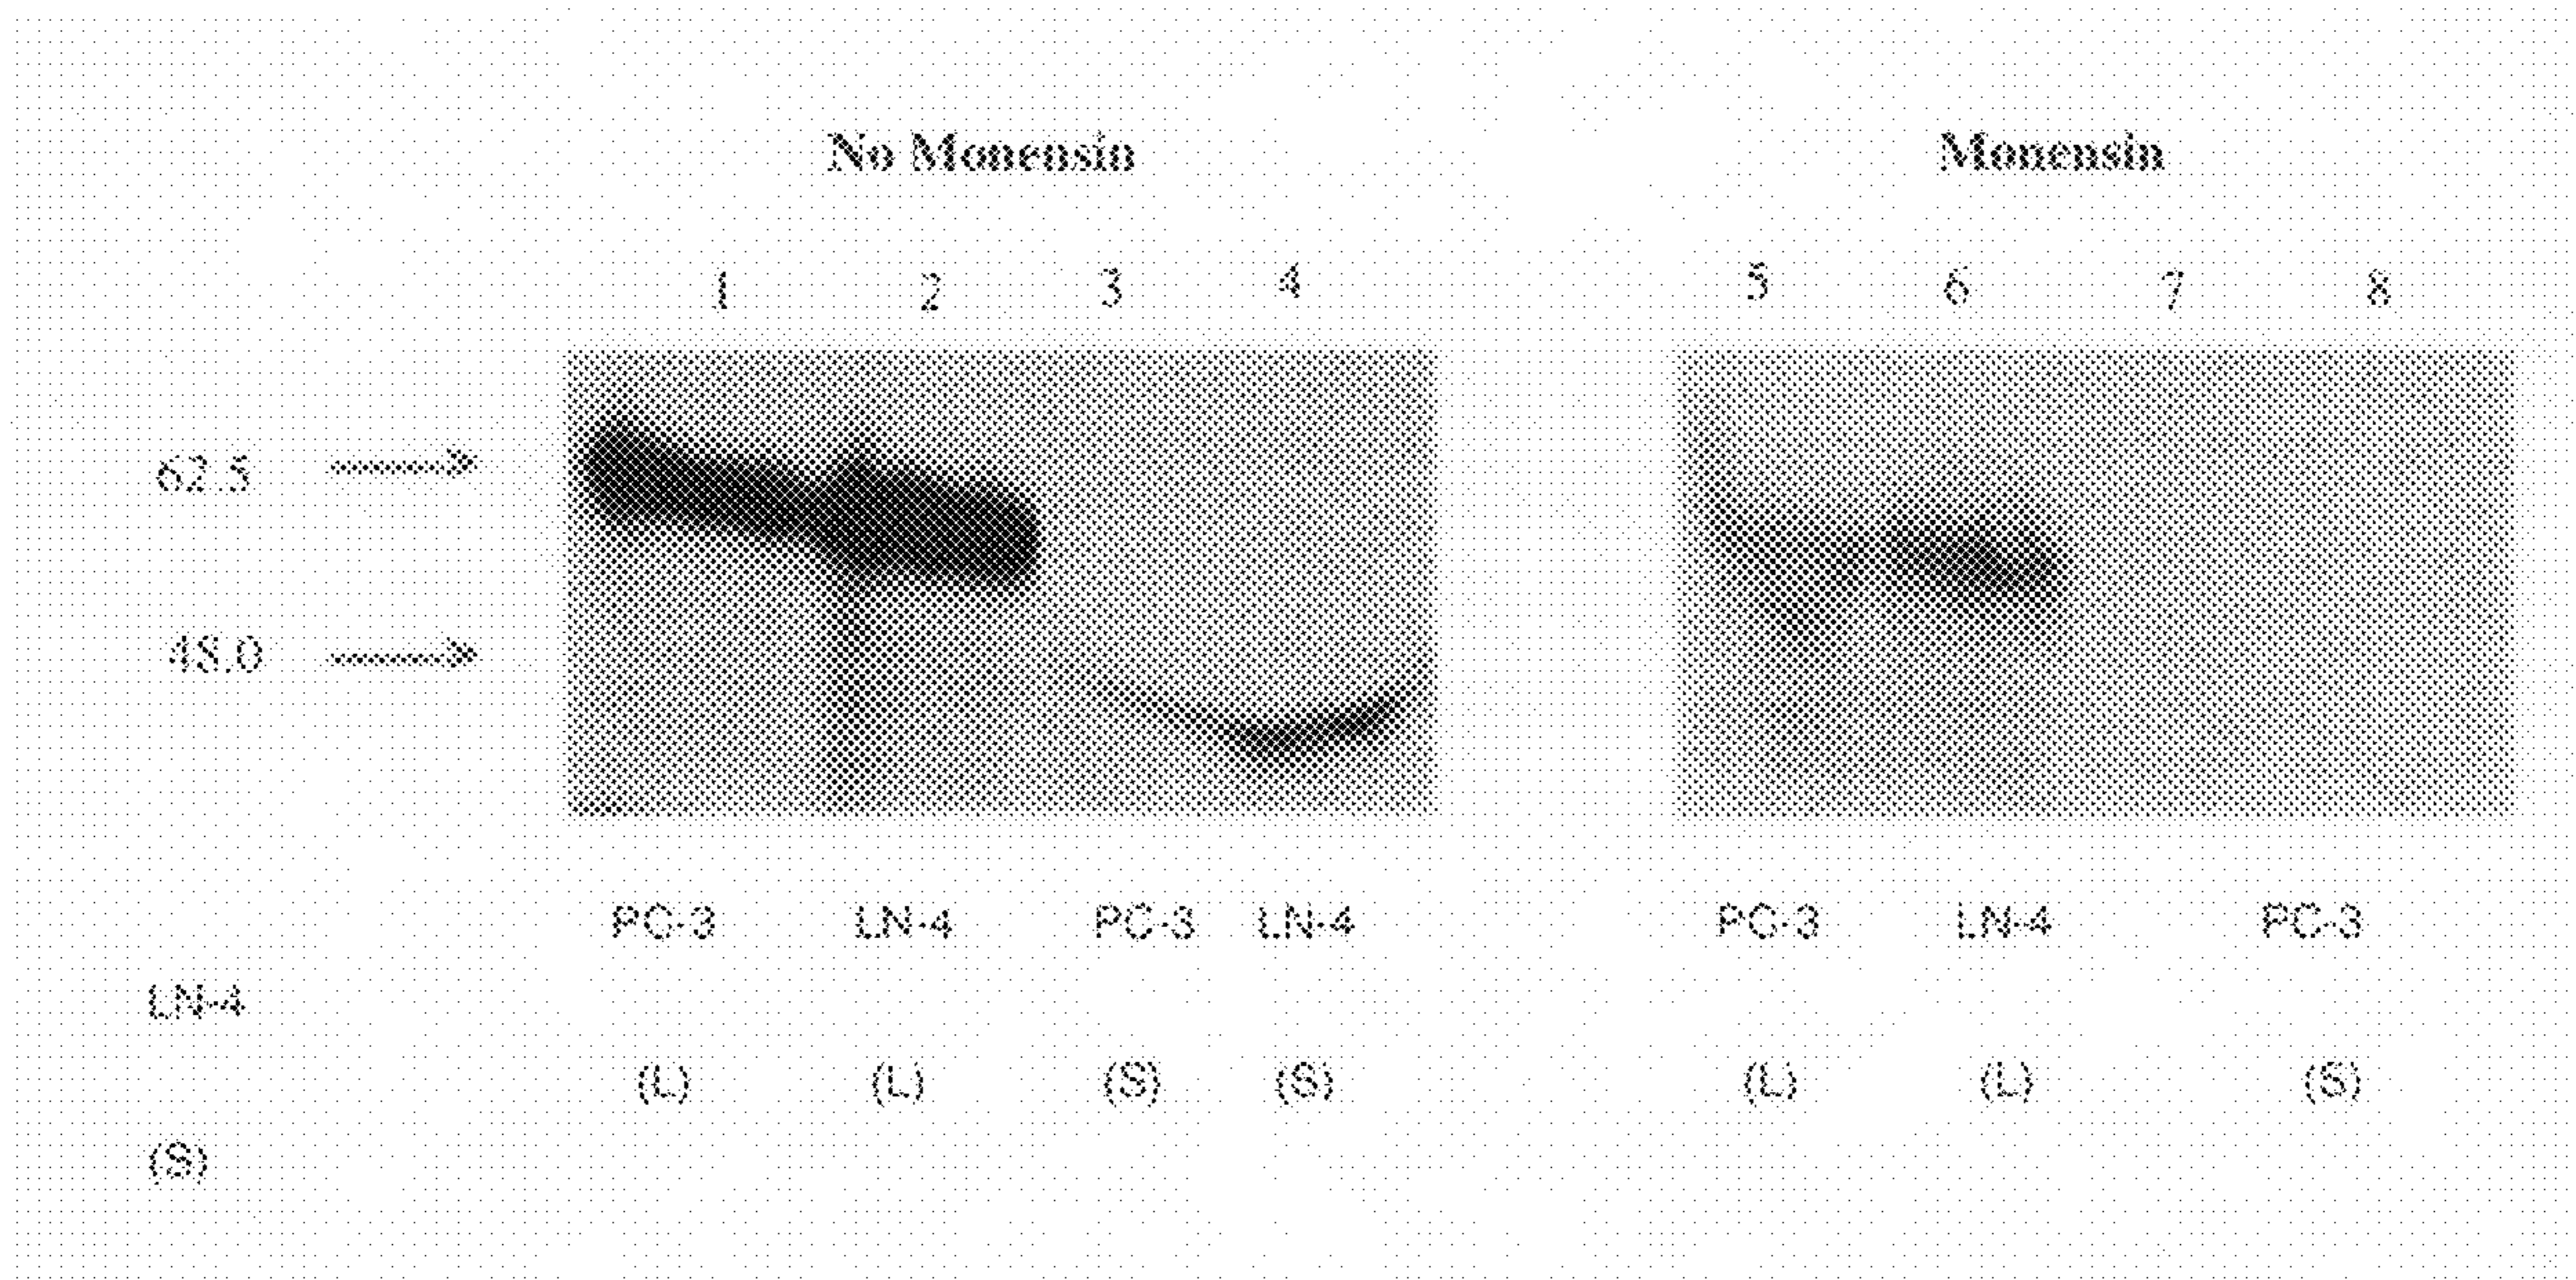 No Monensin Monensin
1 2 3 4 5 6 7 8
62.5
48.0
PC-3 LN-4 PC-3 LN-4 PC-3 LN-4 PC-3
LN-4
(L) (L) (S) (S) (L) (L) (S)
(S)